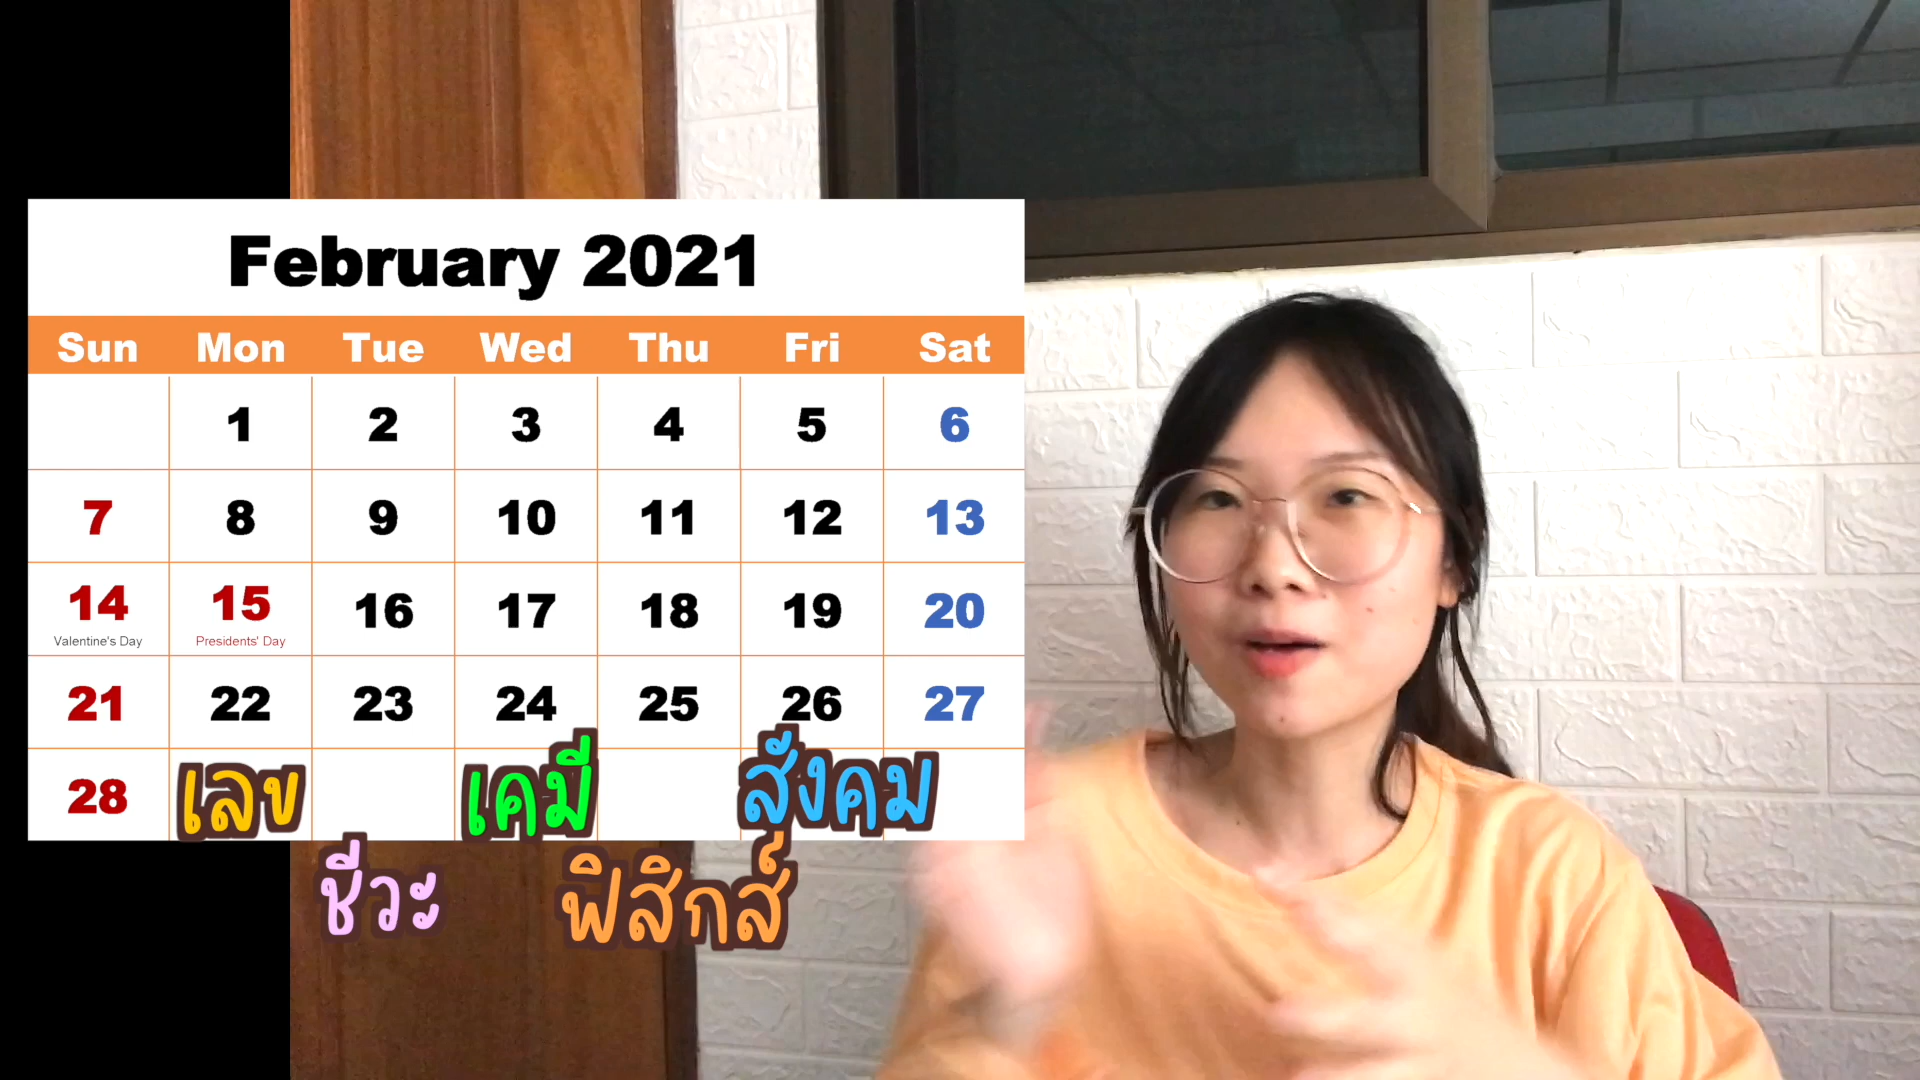 February 2021
Sun Mon Tue Wed Thu Fri Sat
1 2 3 4 5 6
7 8 9 10 11 12 13
14 15 16 17 18 19 20
Valentine's Day Presidents' Day
21 22 23 24 25 26 27
28 เลข เคมี สังคม
ชีวะ ฟิสิกส์